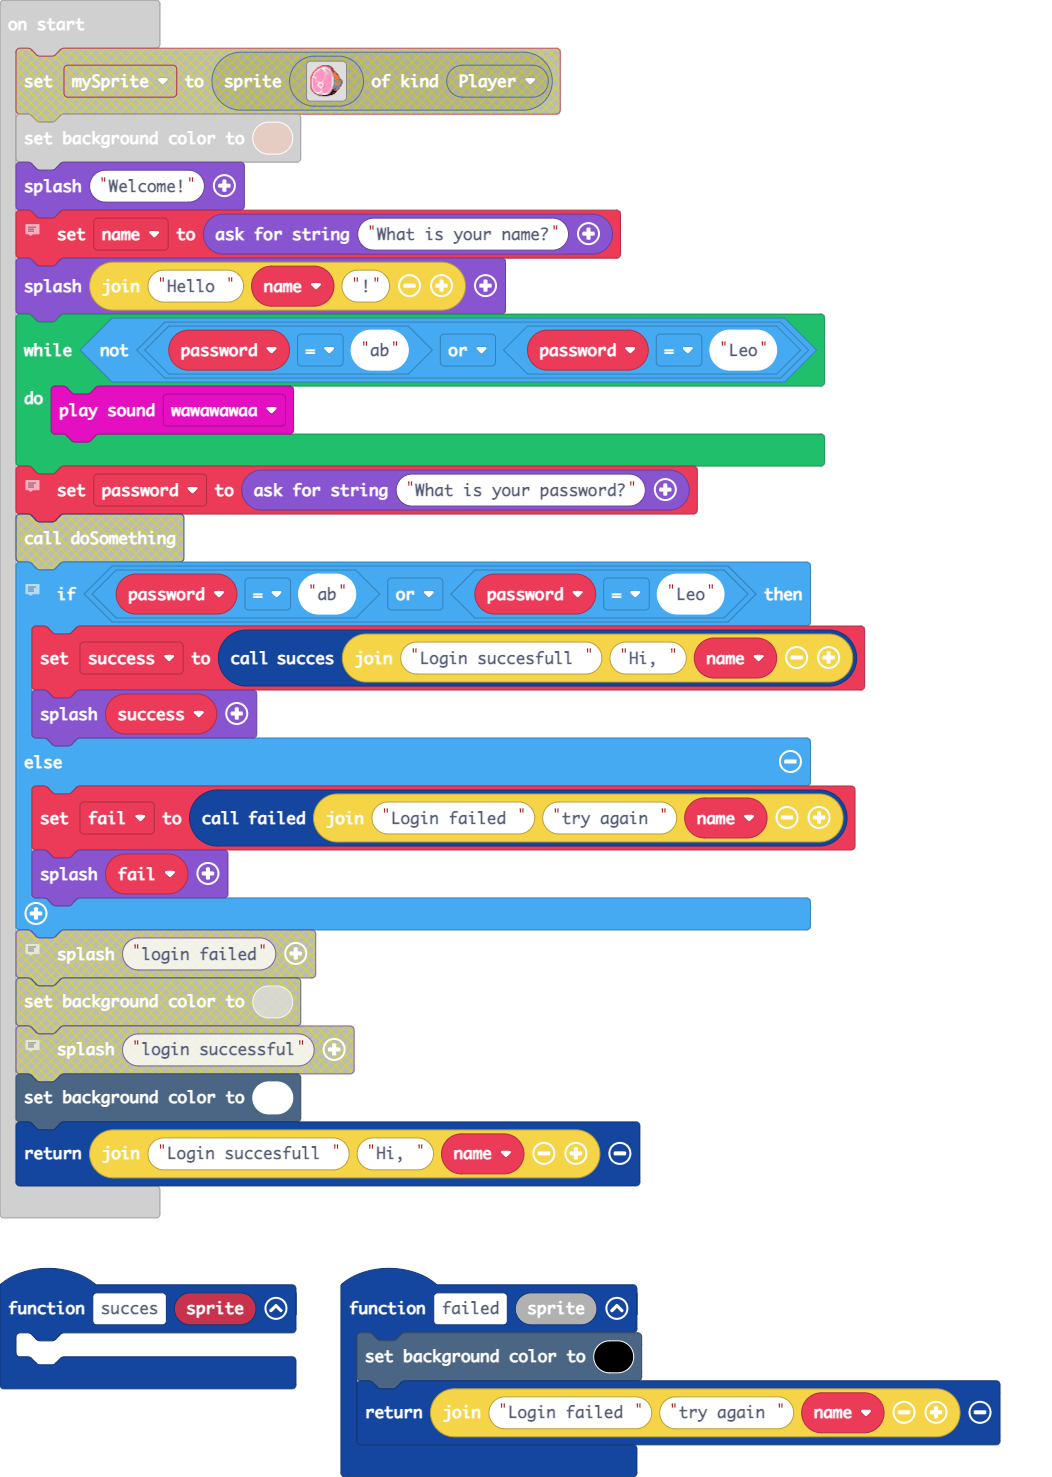 on start
set mySprite to sprite of kind Player
set background color to
splash "Welcome!"
set name to ask for string "What is your name?"
splash join "Hello " name "!"
while not password = "ab" or password = "Leo"
do play sound wawawawaa
set password to ask for string "What is your password?"
call doSomething
if password = "ab" or password = "Leo" then
set success to call succes join "Login succesfull " "Hi, " name
splash success
else
set fail to call failed join "Login failed " "try again " name
splash fail
splash "login failed"
set background color to
splash "login successful"
set background color to
return join "Login succesfull " "Hi, " name
function succes sprite
function failed sprite
set background color to
return join "Login failed " "try again " name